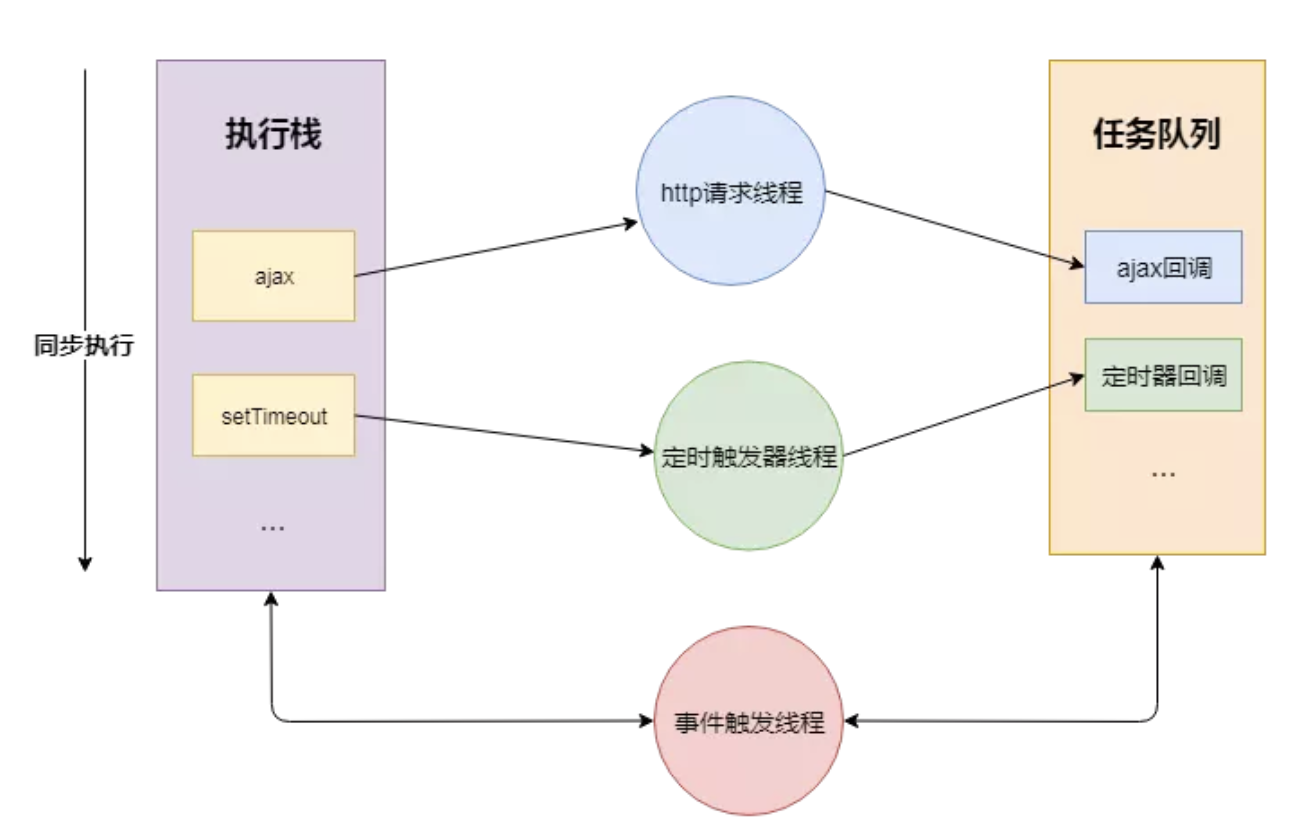 执行栈
任务队列
http请求线程
ajax
ajax回调
同步执行
定时器回调
setTimeout
定时触发器线程
...
...
事件触发线程